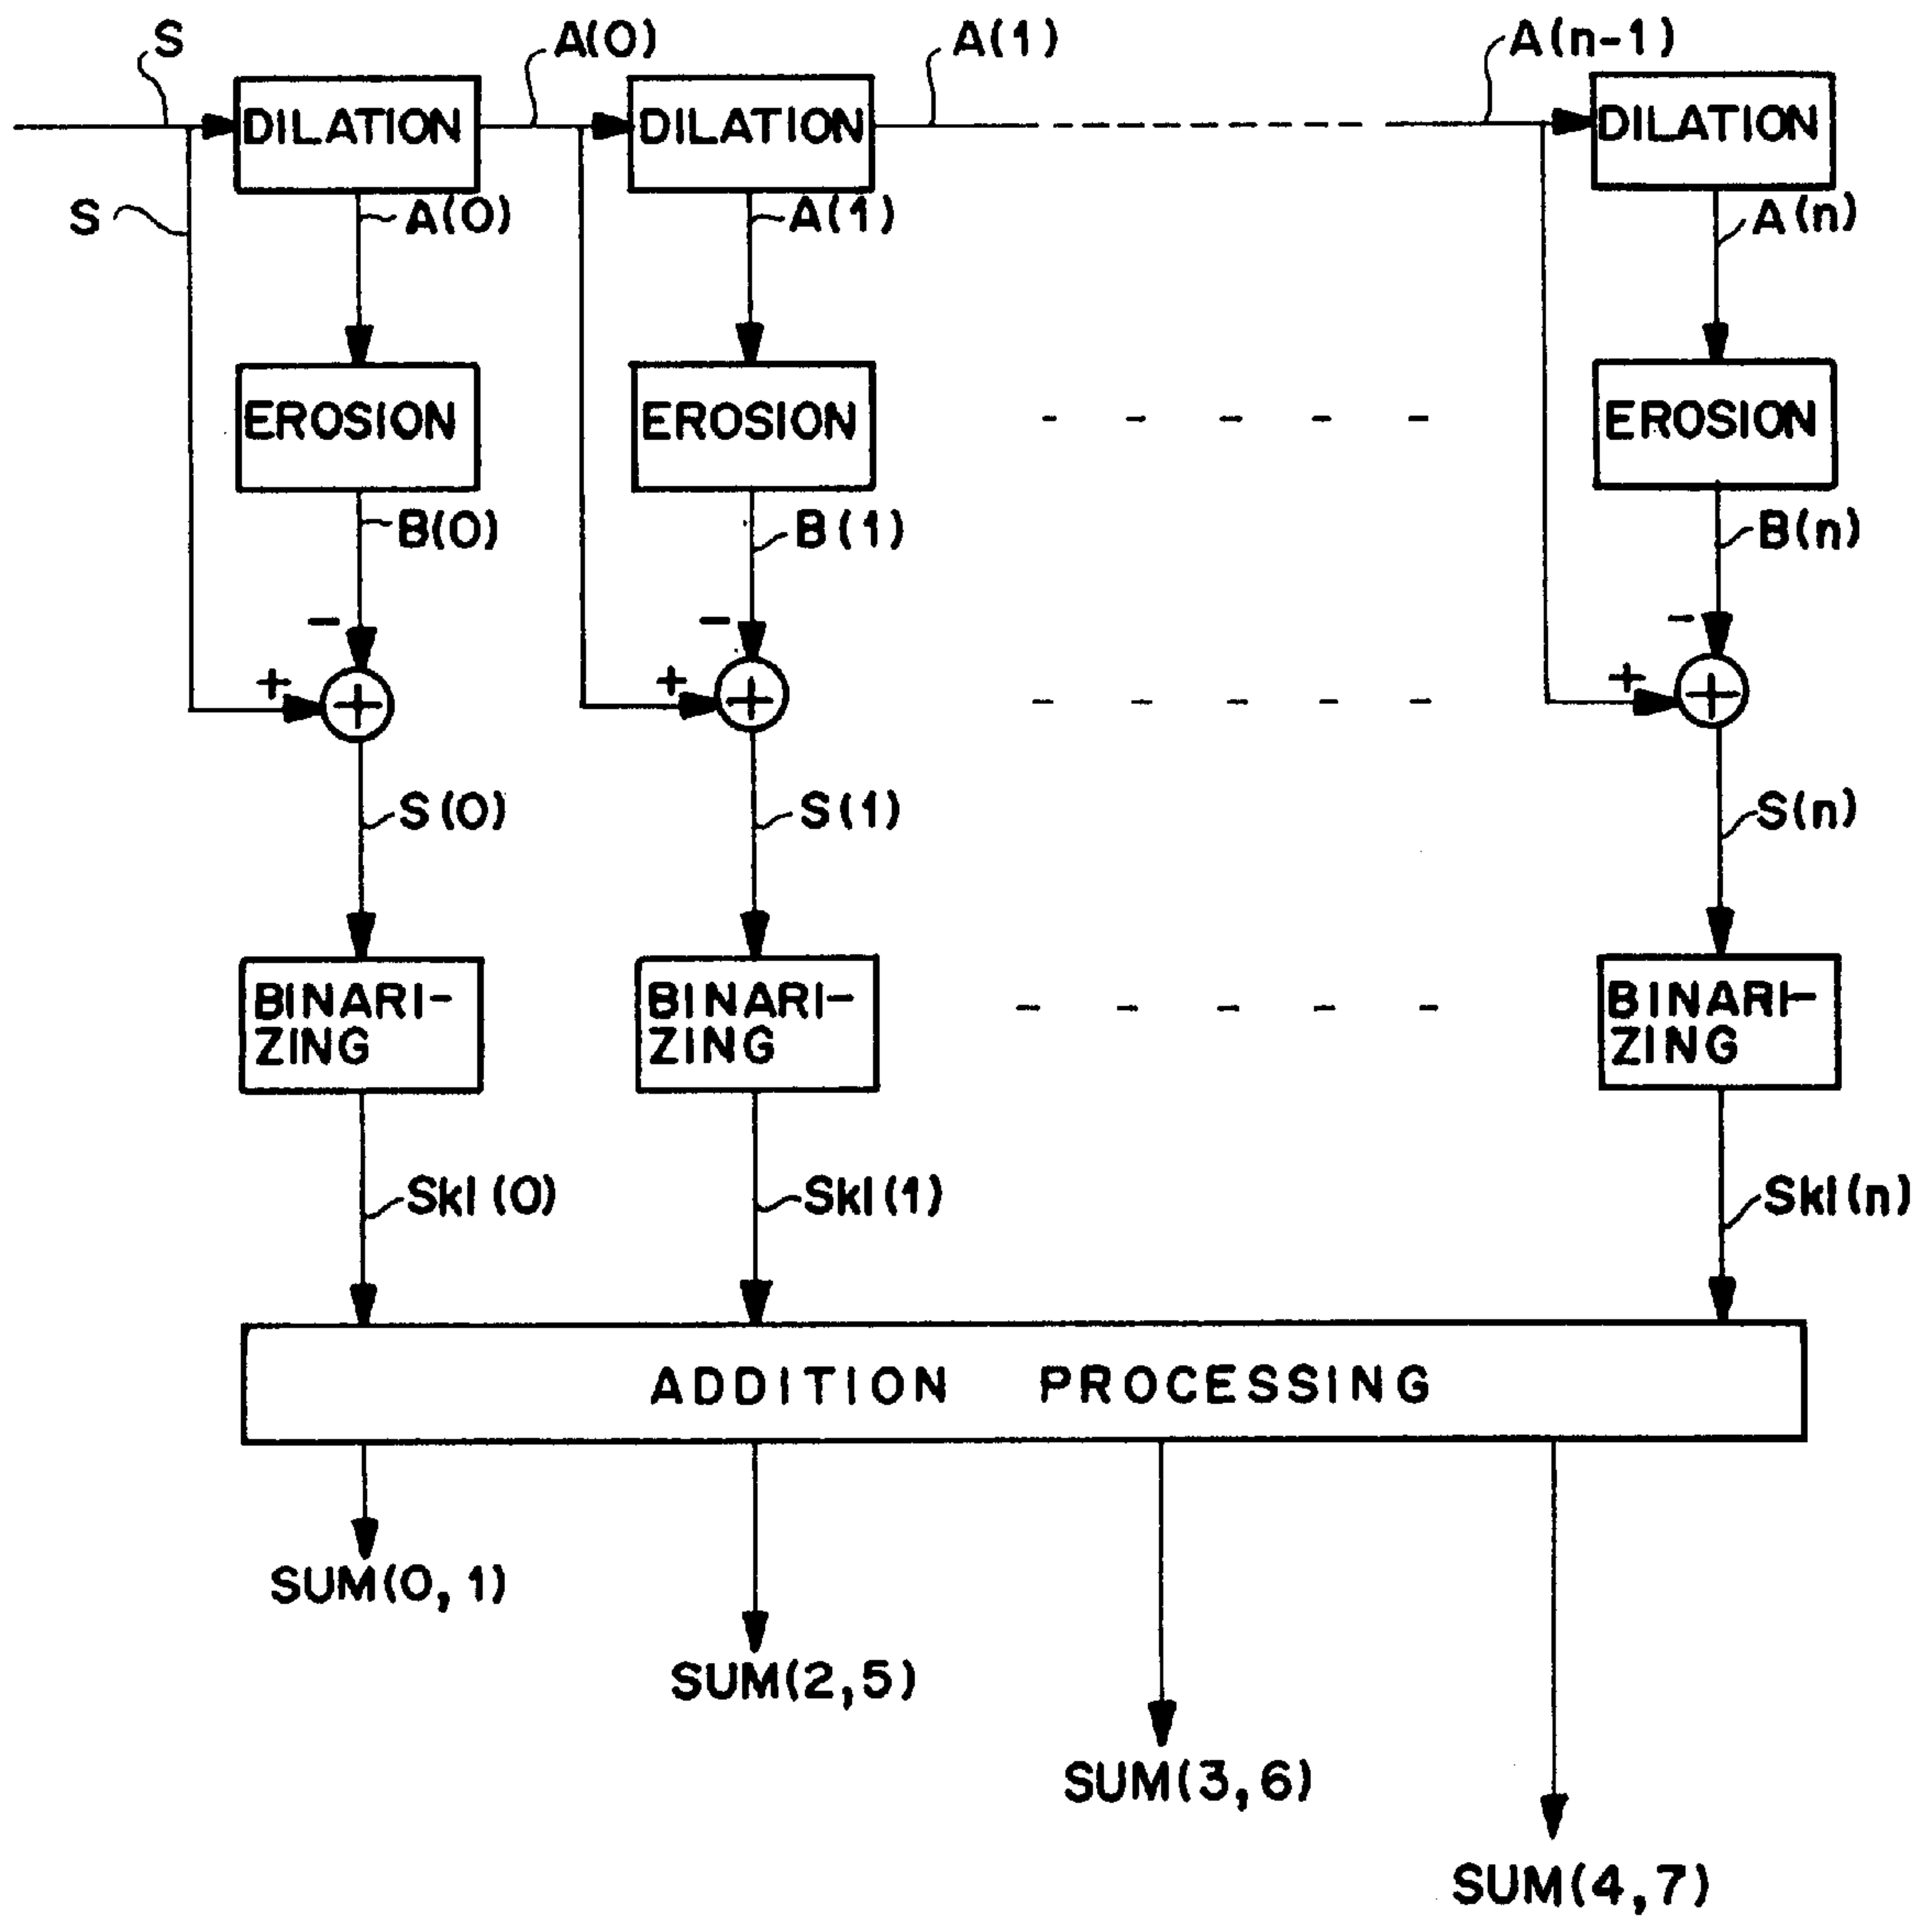 S A(0) A(1) A(n-1)
DILATION DILATION DILATION
S A(0) A(1) A(n)
EROSION EROSION - - - - - EROSION
B(0) B(1) B(n)
- - -
+ + +
+ + - - - - - +
S(0) S(1) S(n)
BINARI- BINARI- - - - - - BINARI-
ZING ZING ZING
Skl(0) Skl(1) Skl(n)
ADDITION PROCESSING
SUM(0,1)
SUM(2,5)
SUM(3,6)
SUM(4,7)